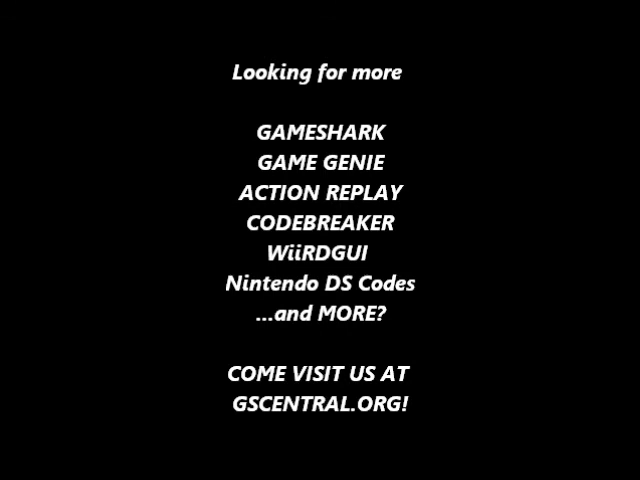 Looking for more
GAMESHARK
GAME GENIE
ACTION REPLAY
CODEBREAKER
WiiRDGUI
Nintendo DS Codes
...and MORE?
COME VISIT US AT
GSCENTRAL.ORG!